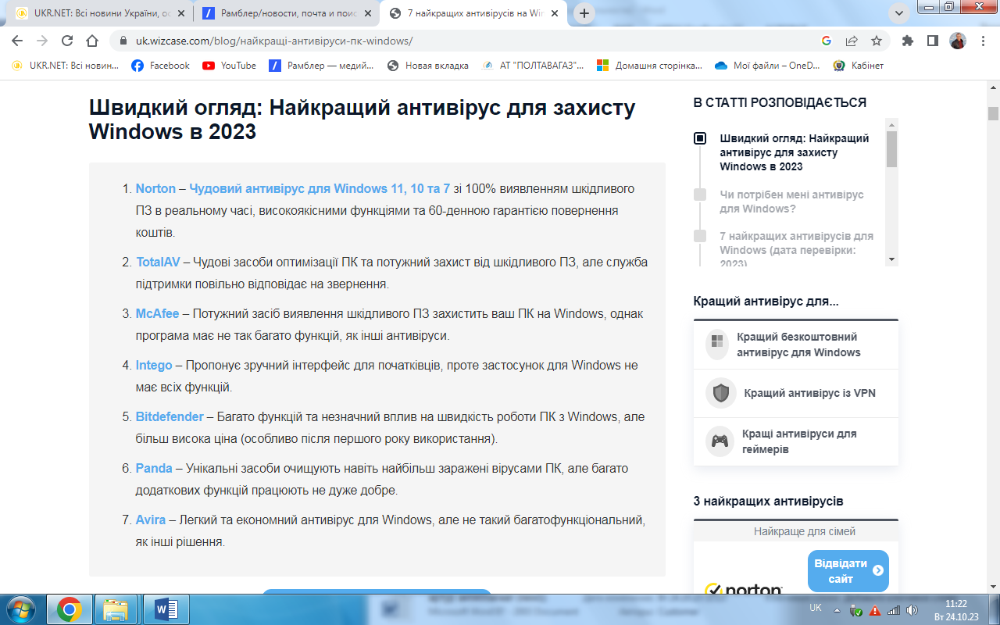 UKR.NET: Всі новини України, ос
Рамблер/новости, почта и поис
7 найкращих антивірусів на Win
uk.wizcase.com/blog/найкращі-антивіруси-пк-windows/
UKR.NET: Всі новин...
Facebook
YouTube
Рамблер — медий...
Новая вкладка
АТ "ПОЛТАВАГАЗ"...
Домашня сторінка...
Мої файли – OneD...
Кабінет
Швидкий огляд: Найкращий антивірус для захисту
Windows в 2023
1. Norton – Чудовий антивірус для Windows 11, 10 та 7 зі 100% виявленням шкідливого
ПЗ в реальному часі, високоякісними функціями та 60-денною гарантією повернення
коштів.
2. TotalAV – Чудові засоби оптимізації ПК та потужний захист від шкідливого ПЗ, але служба
підтримки повільно відповідає на звернення.
3. McAfee – Потужний засіб виявлення шкідливого ПЗ захистить ваш ПК на Windows, однак
програма має не так багато функцій, як інші антивіруси.
4. Intego – Пропонує зручний інтерфейс для початківців, проте застосунок для Windows не
має всіх функцій.
5. Bitdefender – Багато функцій та незначний вплив на швидкість роботи ПК з Windows, але
більш висока ціна (особливо після першого року використання).
6. Panda – Унікальні засоби очищують навіть найбільш заражені вірусами ПК, але багато
додаткових функцій працюють не дуже добре.
7. Avira – Легкий та економний антивірус для Windows, але не такий багатофункціональний,
як інші рішення.
В СТАТТІ РОЗПОВІДАЄТЬСЯ
Швидкий огляд: Найкращий
антивірус для захисту
Windows в 2023
Чи потрібен мені антивірус
для Windows?
7 найкращих антивірусів для
Windows (дата перевірки:
2023)
Кращий антивірус для...
Кращий безкоштовний
антивірус для Windows
Кращий антивірус із VPN
Кращі антивіруси для
геймерів
3 найкращих антивірусів
Найкраще для сімей
norton
Відвідати
сайт
UK
11:22
Вт 24.10.23